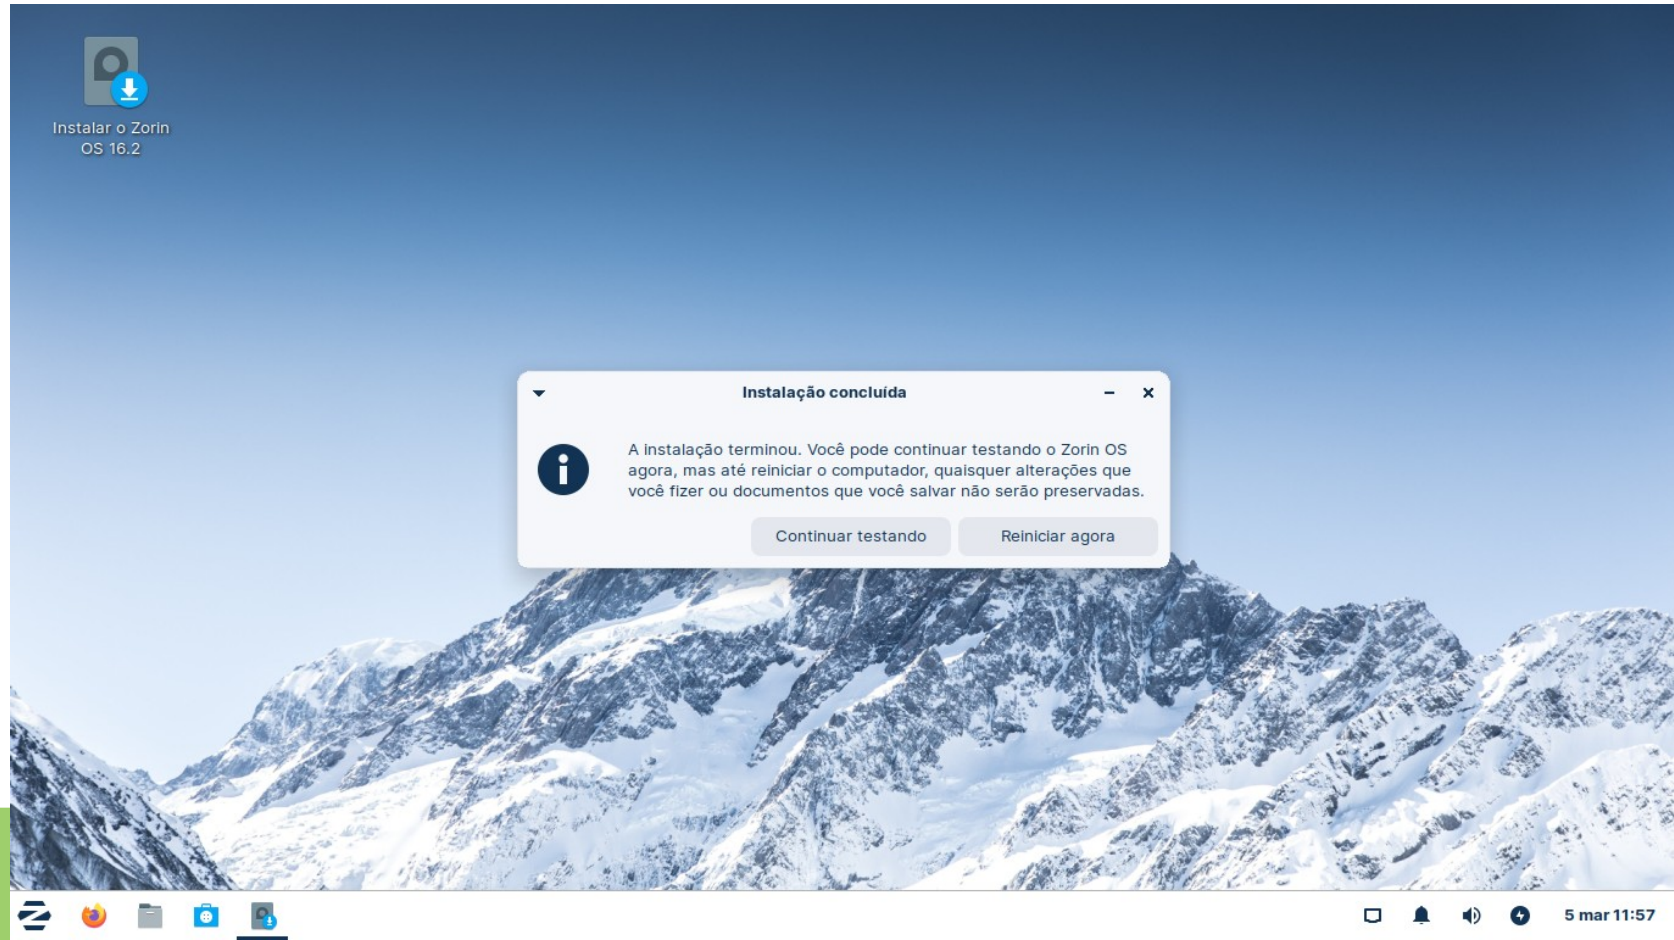 Instalar o Zorin
OS 16.2
Instalação concluída
A instalação terminou. Você pode continuar testando o Zorin OS
agora, mas até reiniciar o computador, quaisquer alterações que
você fizer ou documentos que você salvar não serão preservadas.
Continuar testando
Reiniciar agora
5 mar 11:57